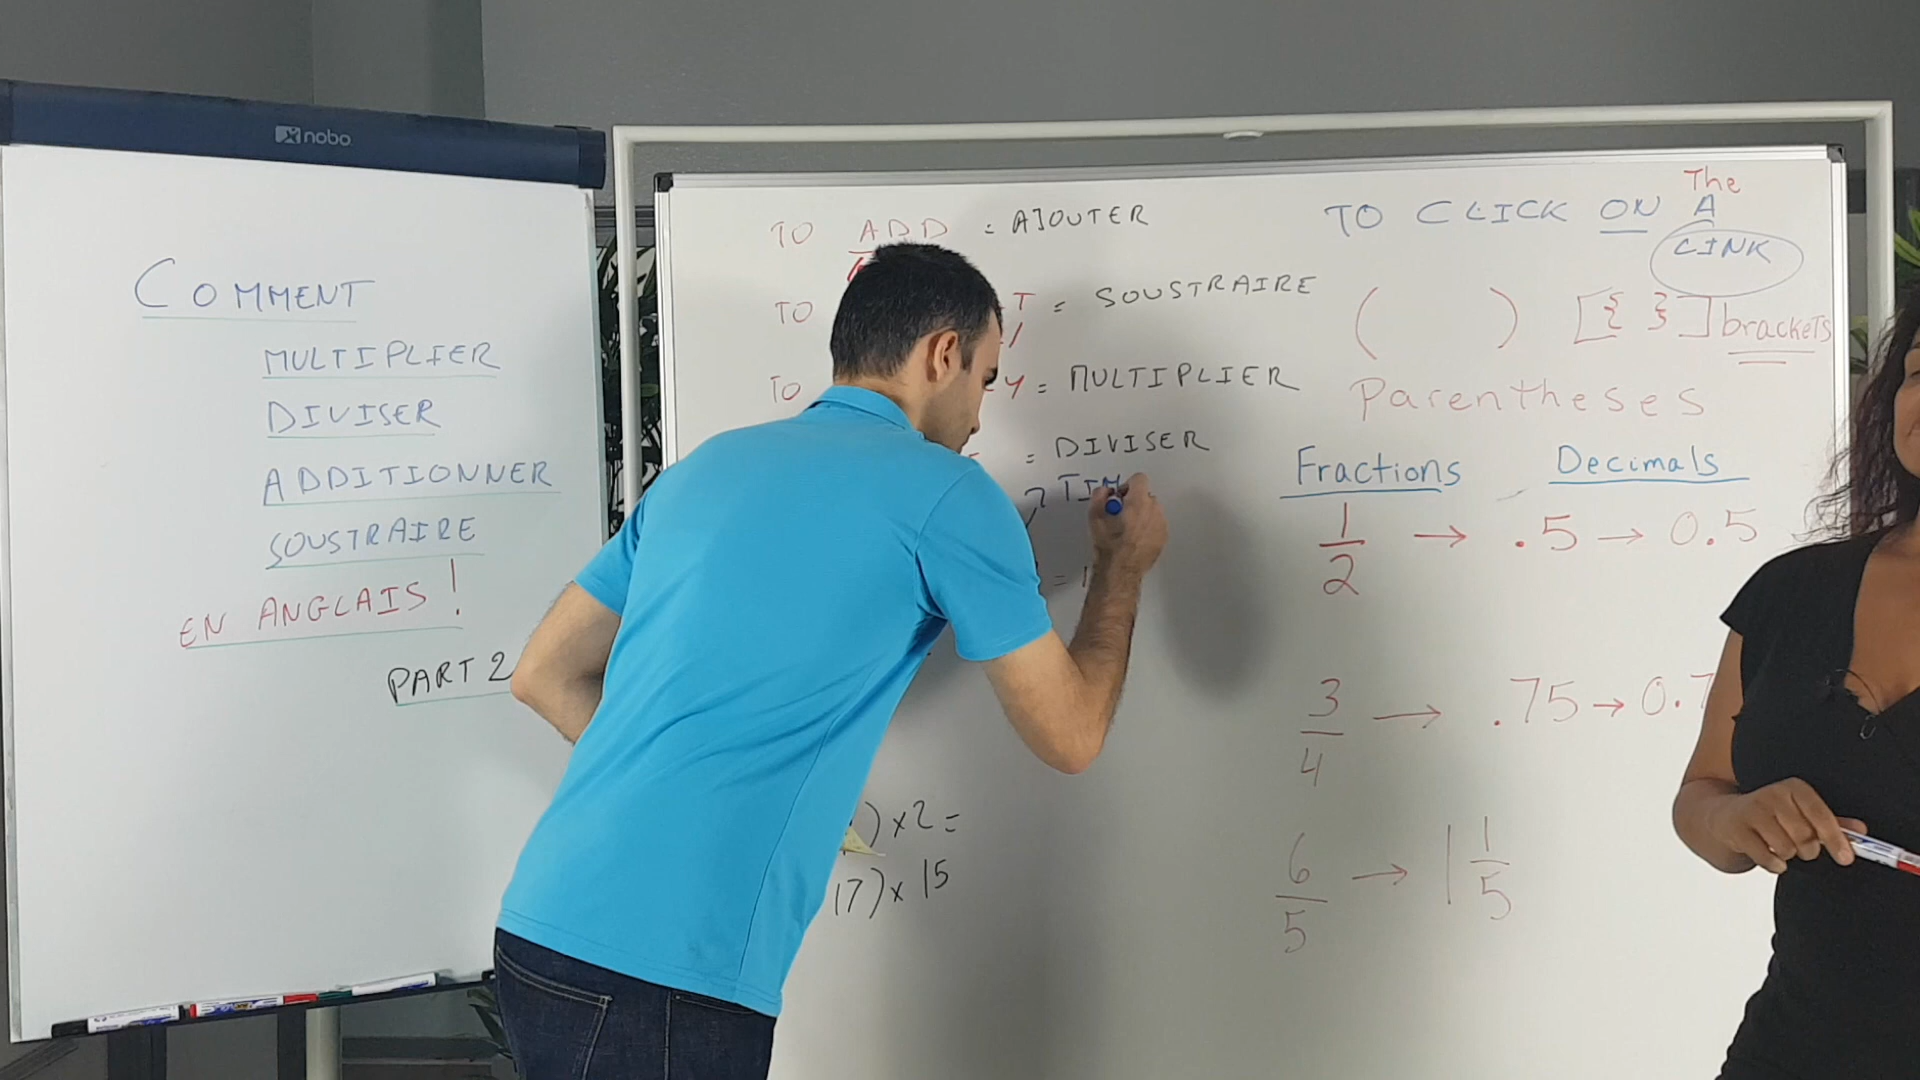 nobo
COMMENT
MULTIPLIER
DIVISER
ADDITIONNER
SOUSTRAIRE
EN ANGLAIS !
PART 2
TO ADD = AJOUTER
TO T = SOUSTRAIRE
TO Y = MULTIPLIER
= DIVISER
TIM
)x2=
17)x 15
The
TO CLICK ON A
LINK
( ) [{ }] brackets
Parentheses
Fractions Decimals
1/2 → .5 → 0.5
3/4 → .75 → 0.7
6/5 → 1 1/5